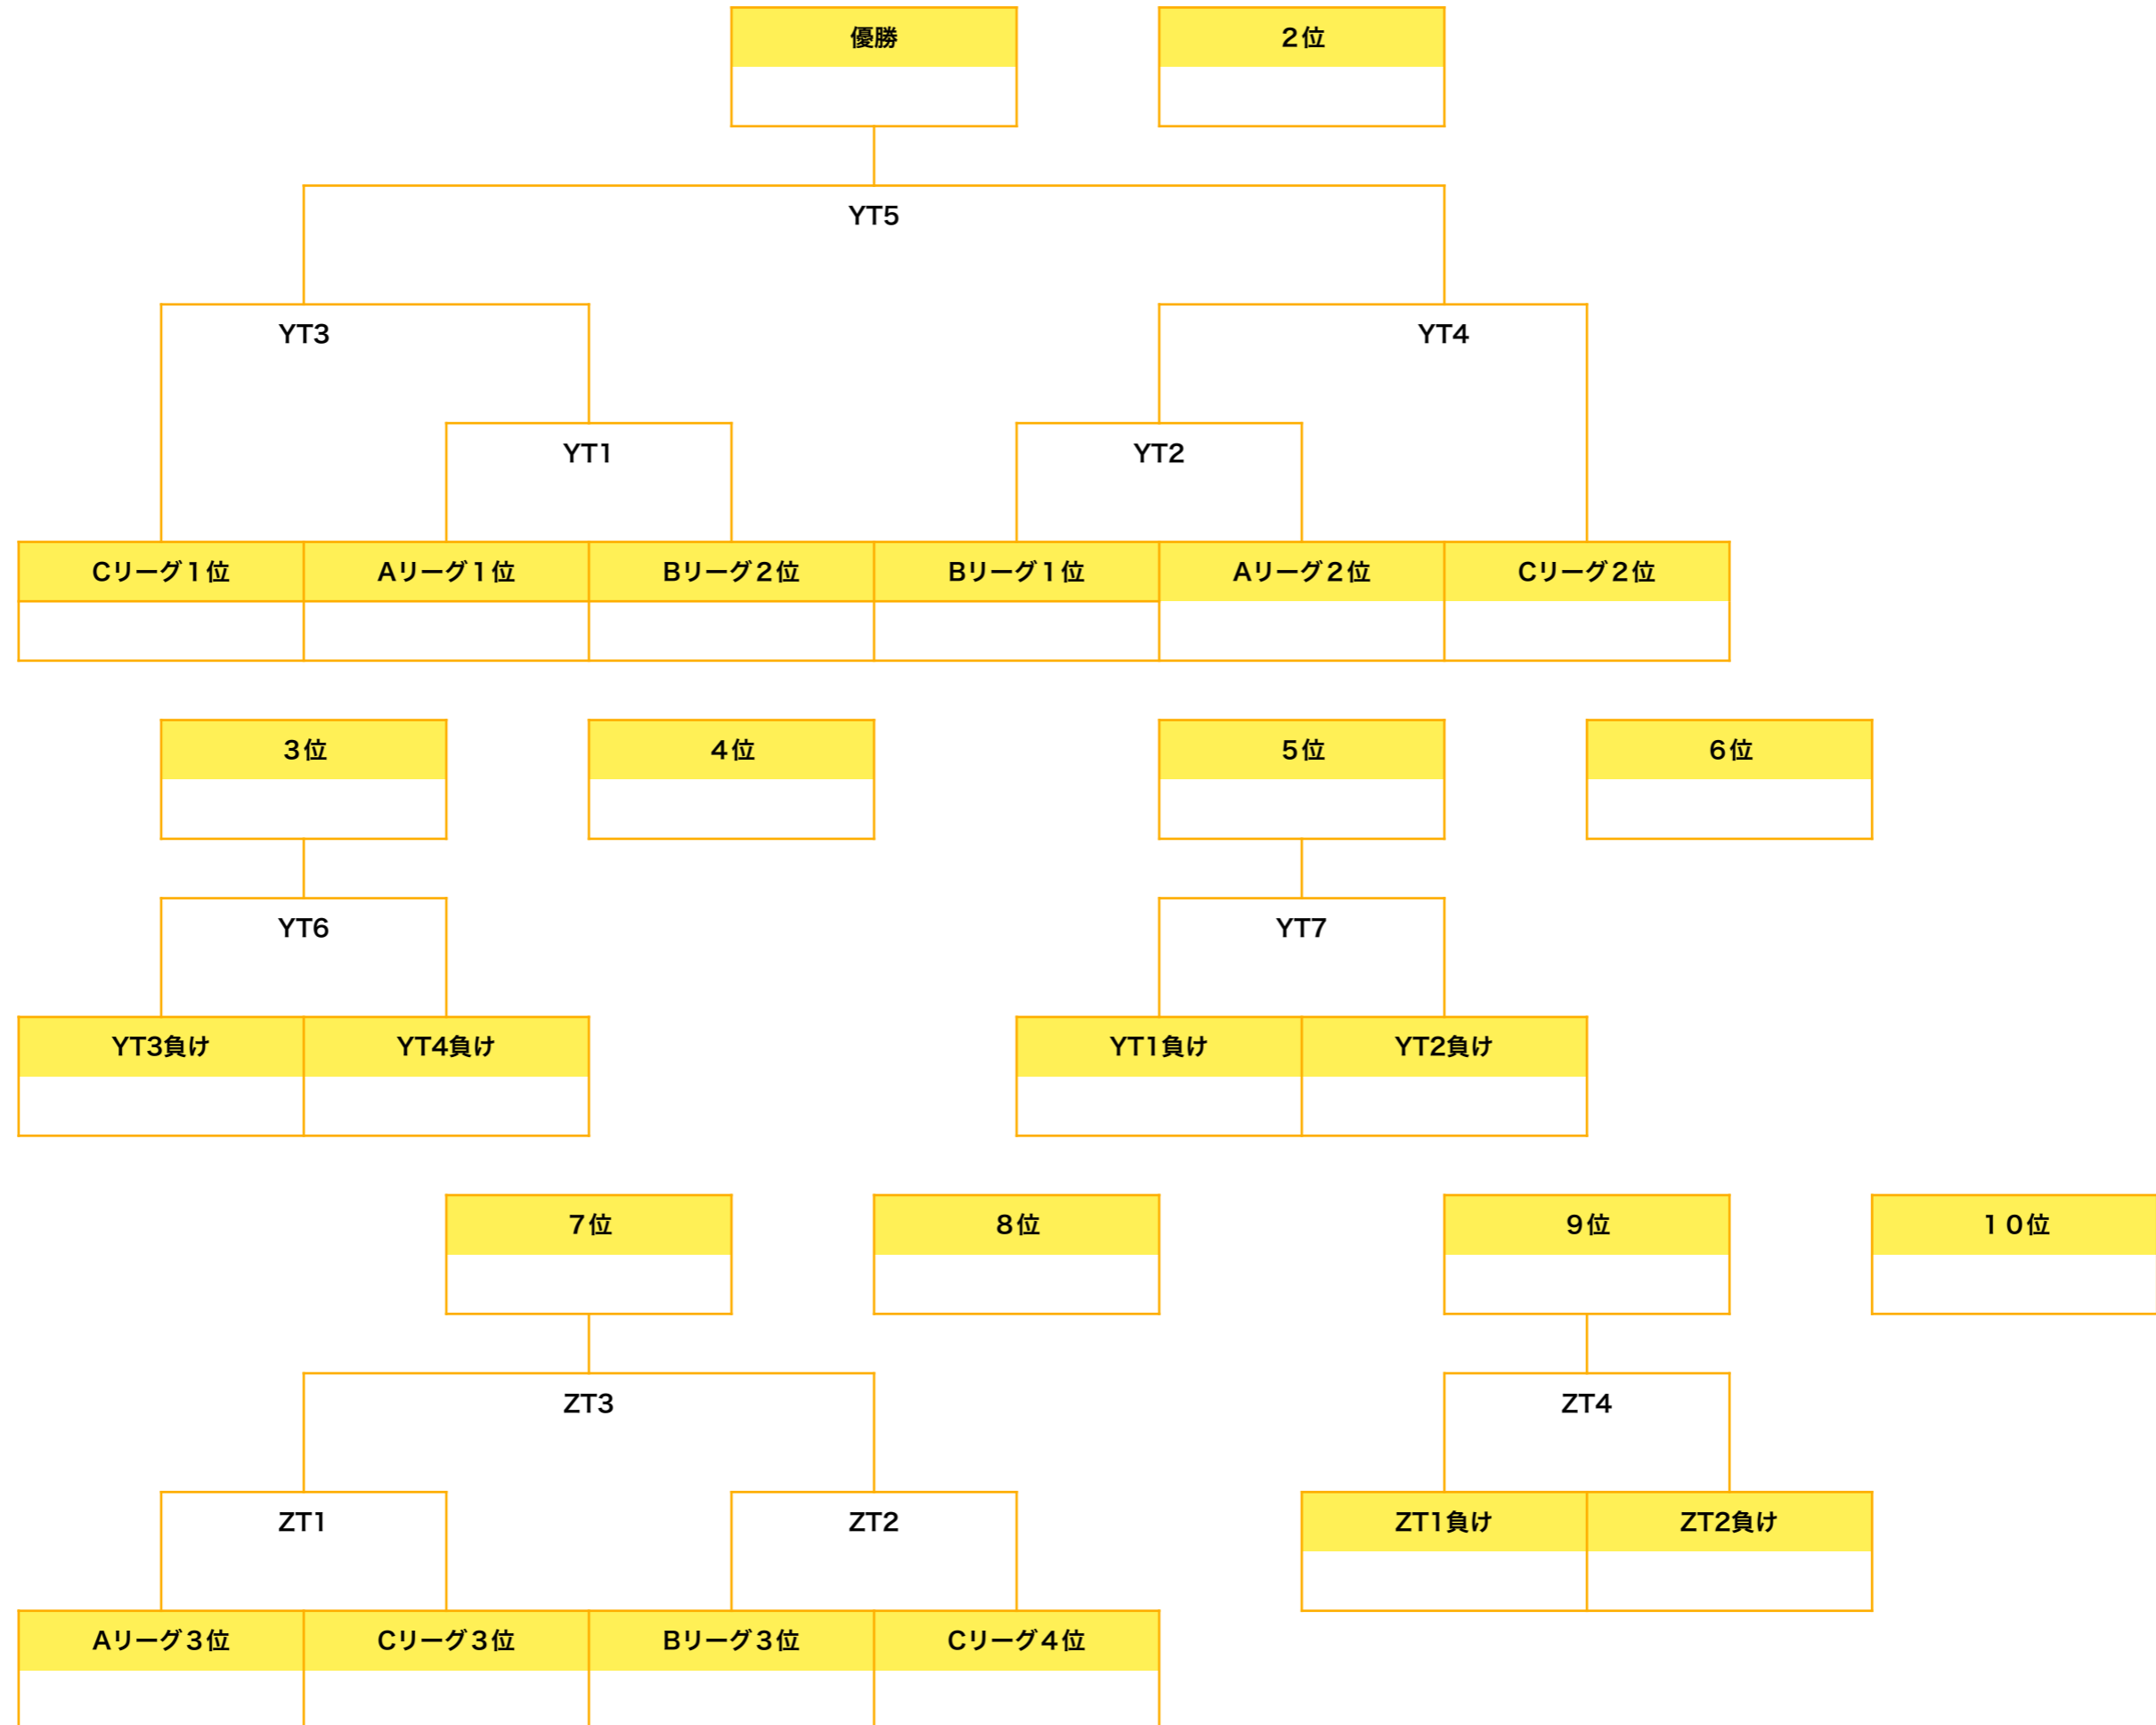 優勝
２位
YT5
YT3
YT4
YT1
YT2
Cリーグ１位
Aリーグ１位
Bリーグ２位
Bリーグ１位
Aリーグ２位
Cリーグ２位
３位
４位
５位
６位
YT6
YT7
YT3負け
YT4負け
YT1負け
YT2負け
７位
８位
９位
１０位
ZT3
ZT4
ZT1
ZT2
ZT1負け
ZT2負け
Aリーグ３位
Cリーグ３位
Bリーグ３位
Cリーグ４位